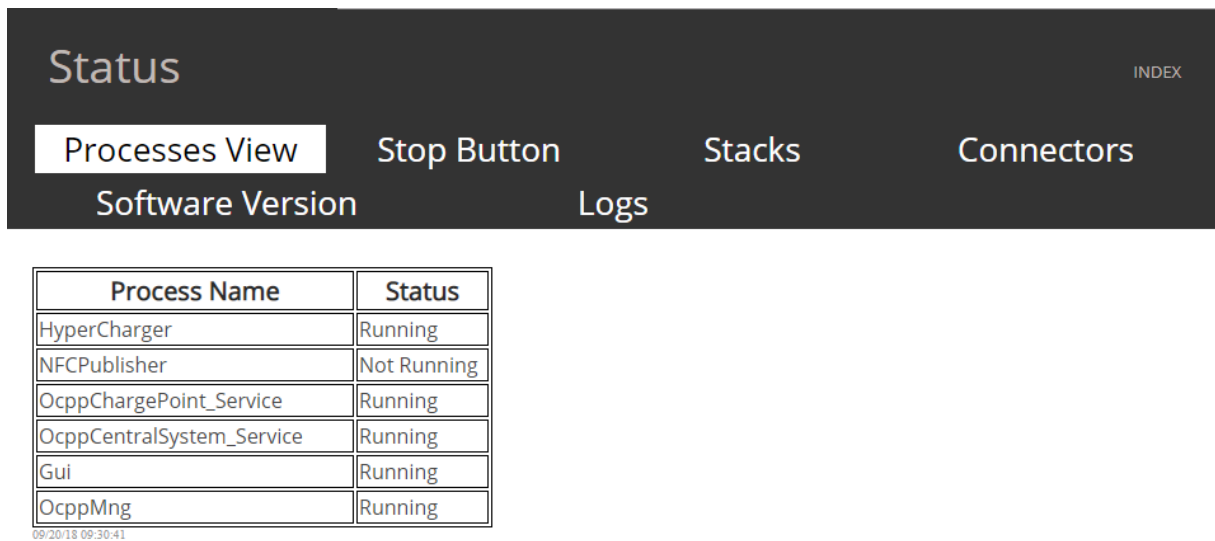 Status
INDEX
Processes View Stop Button Stacks Connectors
Software Version Logs
Process Name Status
HyperCharger Running
NFCPublisher Not Running
OcppChargePoint_Service Running
OcppCentralSystem_Service Running
Gui Running
OcppMng Running
09/20/18 09:30:41